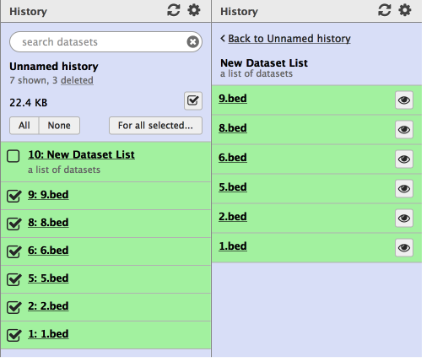 History
search datasets
Unnamed history
7 shown, 3 deleted
22.4 KB
All None For all selected...
10: New Dataset List
a list of datasets
9: 9.bed
8: 8.bed
6: 6.bed
5: 5.bed
2: 2.bed
1: 1.bed
History
< Back to Unnamed history
New Dataset List
a list of datasets
9.bed
8.bed
6.bed
5.bed
2.bed
1.bed